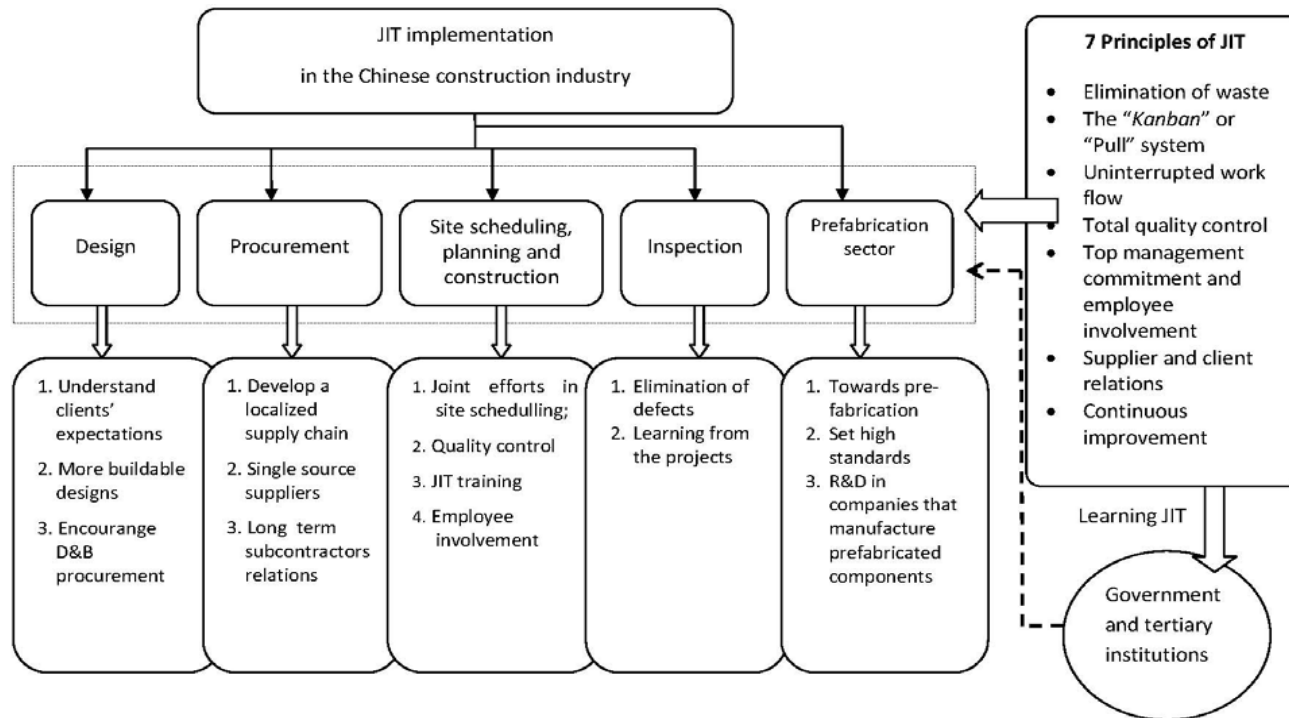 JIT implementation
in the Chinese construction industry
Design
Procurement
Site scheduling,
planning and
construction
Inspection
Prefabrication
sector
1. Understand
clients'
expectations
2. More buildable
designs
3. Encourange
D&B
procurement
1. Develop a
localized
supply chain
2. Single source
suppliers
3. Long term
subcontractors
relations
1. Joint efforts in
site schedulling;
2. Quality control
3. JIT training
4. Employee
involvement
1. Elimination of
defects
2. Learning from
the projects
1. Towards pre-
fabrication
2. Set high
standards
3. R&D in
companies that
manufacture
prefabricated
components
7 Principles of JIT
• Elimination of waste
• The "Kanban" or
"Pull" system
• Uninterrupted work
flow
• Total quality control
• Top management
commitment and
employee
involvement
• Supplier and client
relations
• Continuous
improvement
Learning JIT
Government
and tertiary
institutions